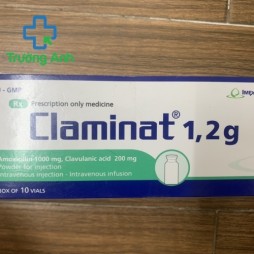 Trường Anh
GMP
Rx Prescription only medicine
Claminat® 1,2g
Amoxicillin 1000 mg, Clavulanic acid 200 mg
Powder for injection
Intravenous injection - Intravenous infusion
BOX OF 10 VIALS